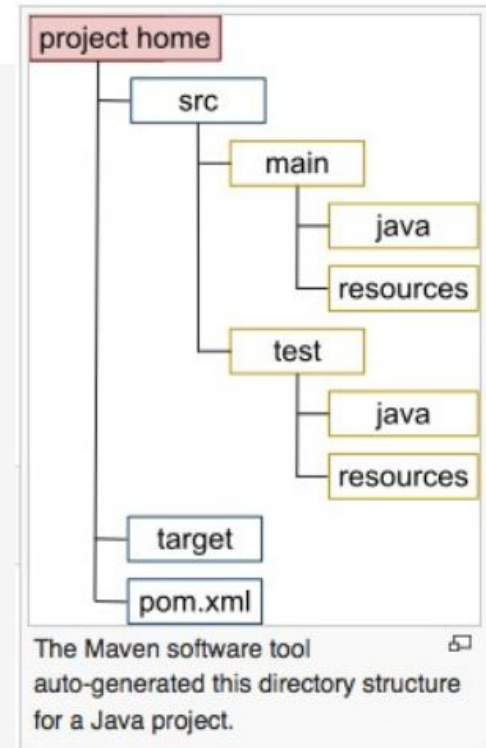 project home
src
main
java
resources
test
java
resources
target
pom.xml
The Maven software tool
auto-generated this directory structure
for a Java project.